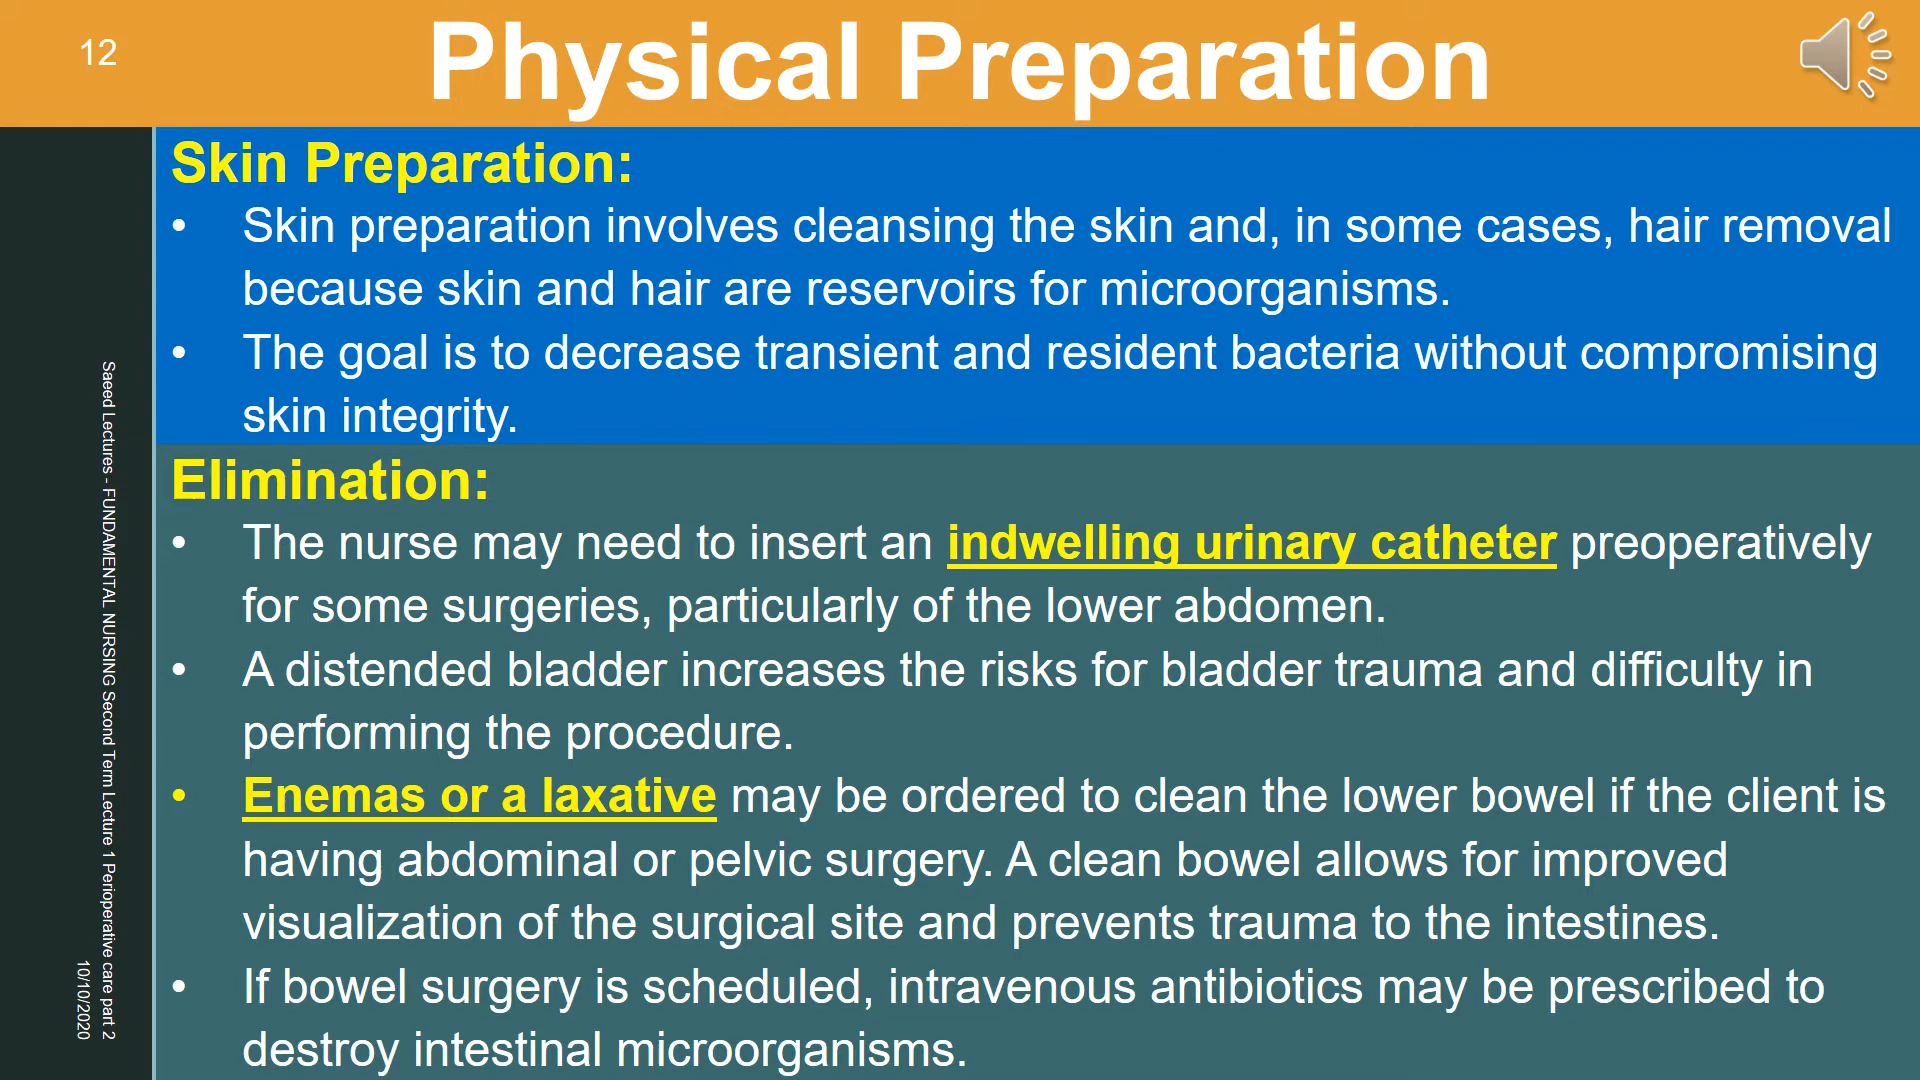 12
Physical Preparation
Skin Preparation:
• Skin preparation involves cleansing the skin and, in some cases, hair removal
because skin and hair are reservoirs for microorganisms.
• The goal is to decrease transient and resident bacteria without compromising
skin integrity.
Elimination:
• The nurse may need to insert an indwelling urinary catheter preoperatively
for some surgeries, particularly of the lower abdomen.
• A distended bladder increases the risks for bladder trauma and difficulty in
performing the procedure.
• Enemas or a laxative may be ordered to clean the lower bowel if the client is
having abdominal or pelvic surgery. A clean bowel allows for improved
visualization of the surgical site and prevents trauma to the intestines.
• If bowel surgery is scheduled, intravenous antibiotics may be prescribed to
destroy intestinal microorganisms.
Saeed Lectures - FUNDAMENTAL NURSING Second Term Lecture 1 Perioperative care part 2
10/10/2020